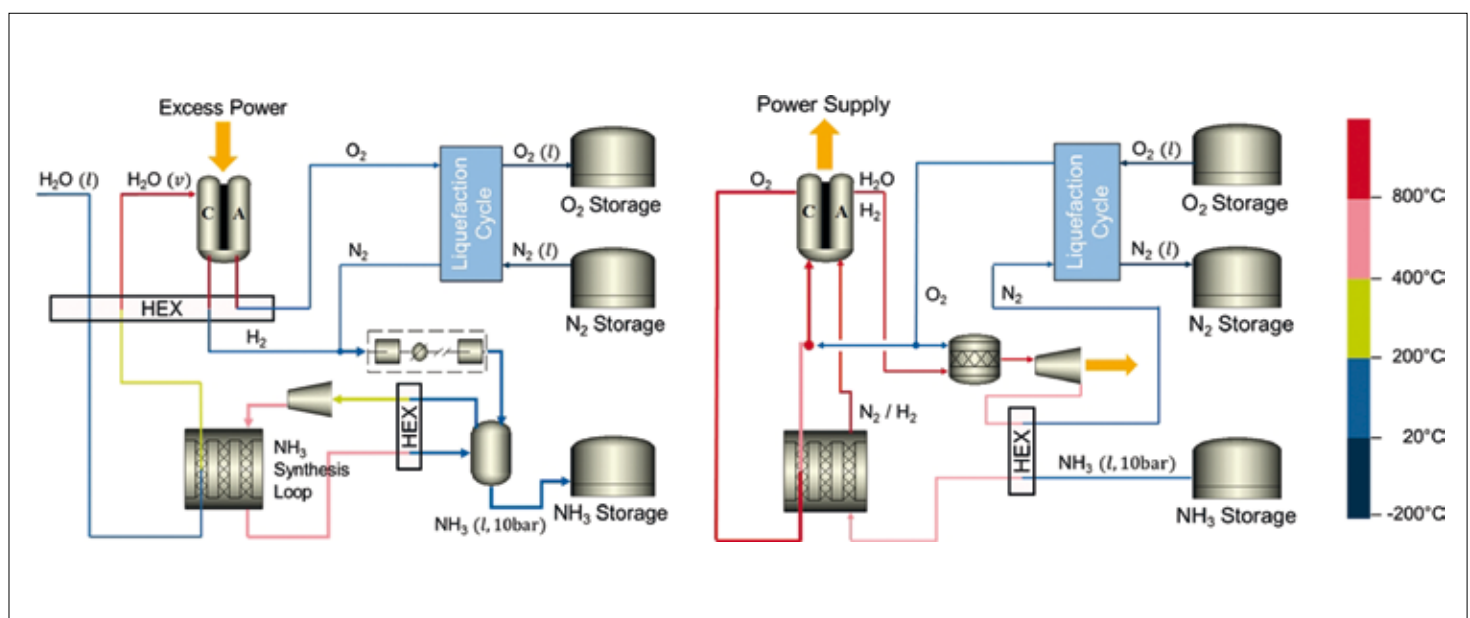 Excess Power
H₂O (l)
H₂O (v)
C A
O₂
Liquefaction
Cycle
O₂ (l)
O₂ Storage
N₂
N₂ (l)
N₂ Storage
HEX
H₂
HEX
NH₃
Synthesis
Loop
NH₃ (l, 10bar)
NH₃ Storage
Power Supply
O₂
C A
H₂O
H₂
Liquefaction
Cycle
O₂ (l)
O₂ Storage
O₂
N₂
N₂ (l)
N₂ Storage
N₂ / H₂
HEX
NH₃ (l, 10bar)
NH₃ Storage
800°C
400°C
200°C
20°C
-200°C